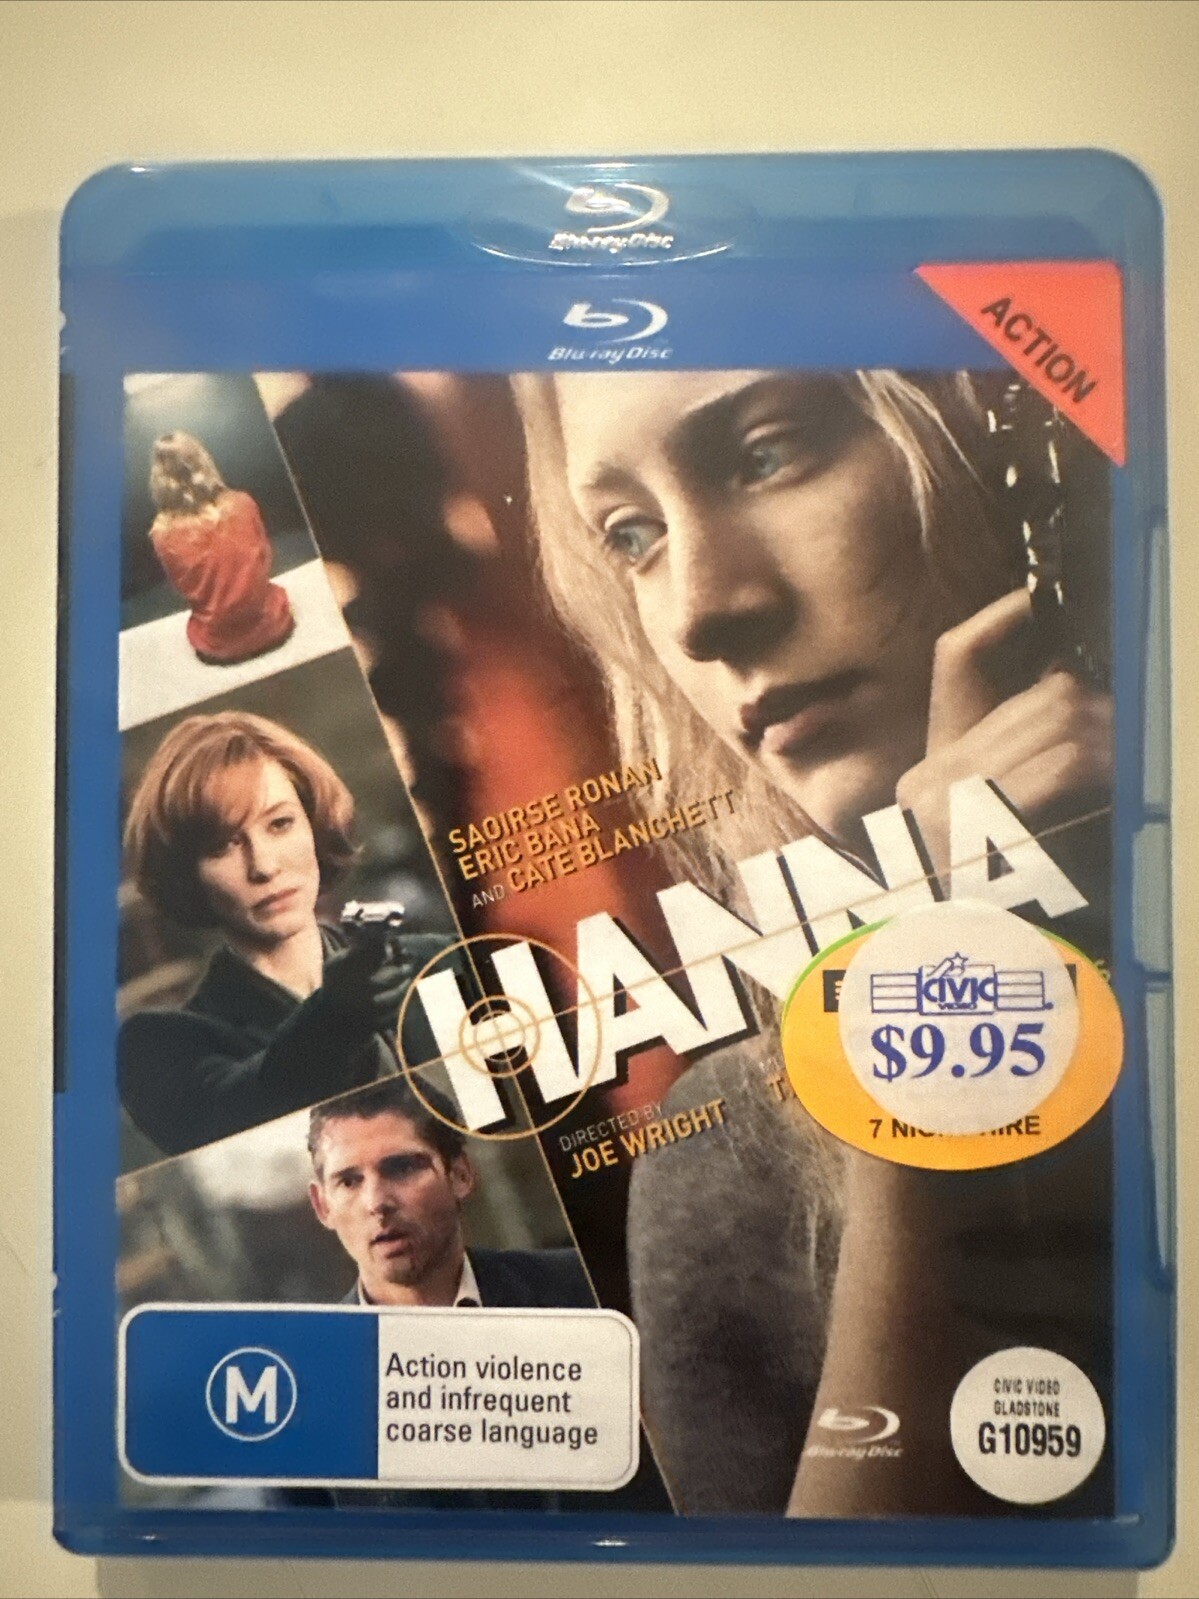 Blu-ray Disc
Blu-ray Disc
ACTION
SAOIRSE RONAN
ERIC BANA
AND CATE BLANCHETT
HANNA
CIVIC
VIDEO
$9.95
7 NIGHT HIRE
DIRECTED BY
JOE WRIGHT
M
Action violence
and infrequent
coarse language
Blu-ray Disc
CIVIC VIDEO
GLADSTONE
G10959